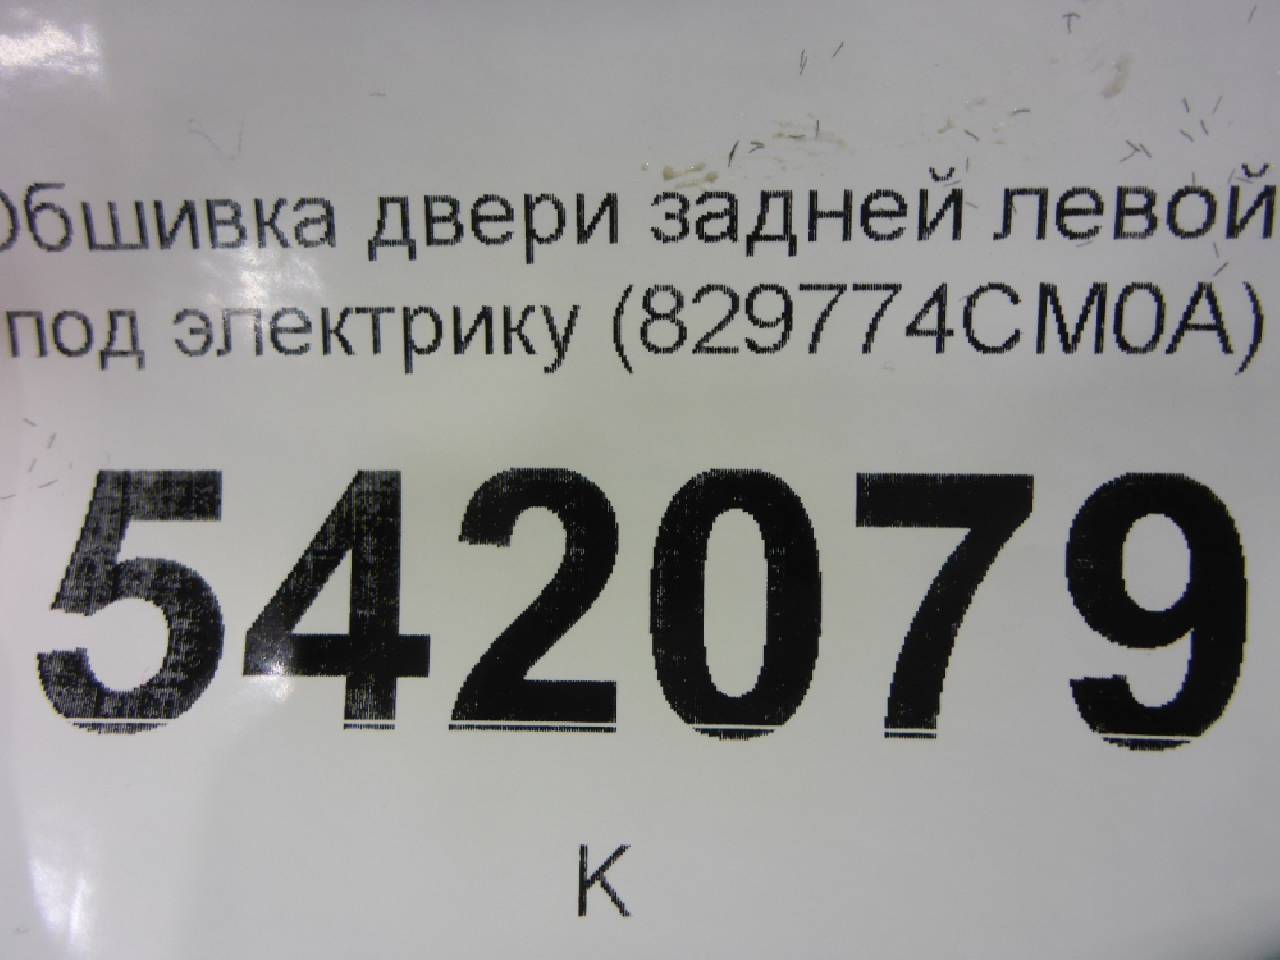 Обшивка двери задней левой
под электрику (829774CM0A)
542079
К